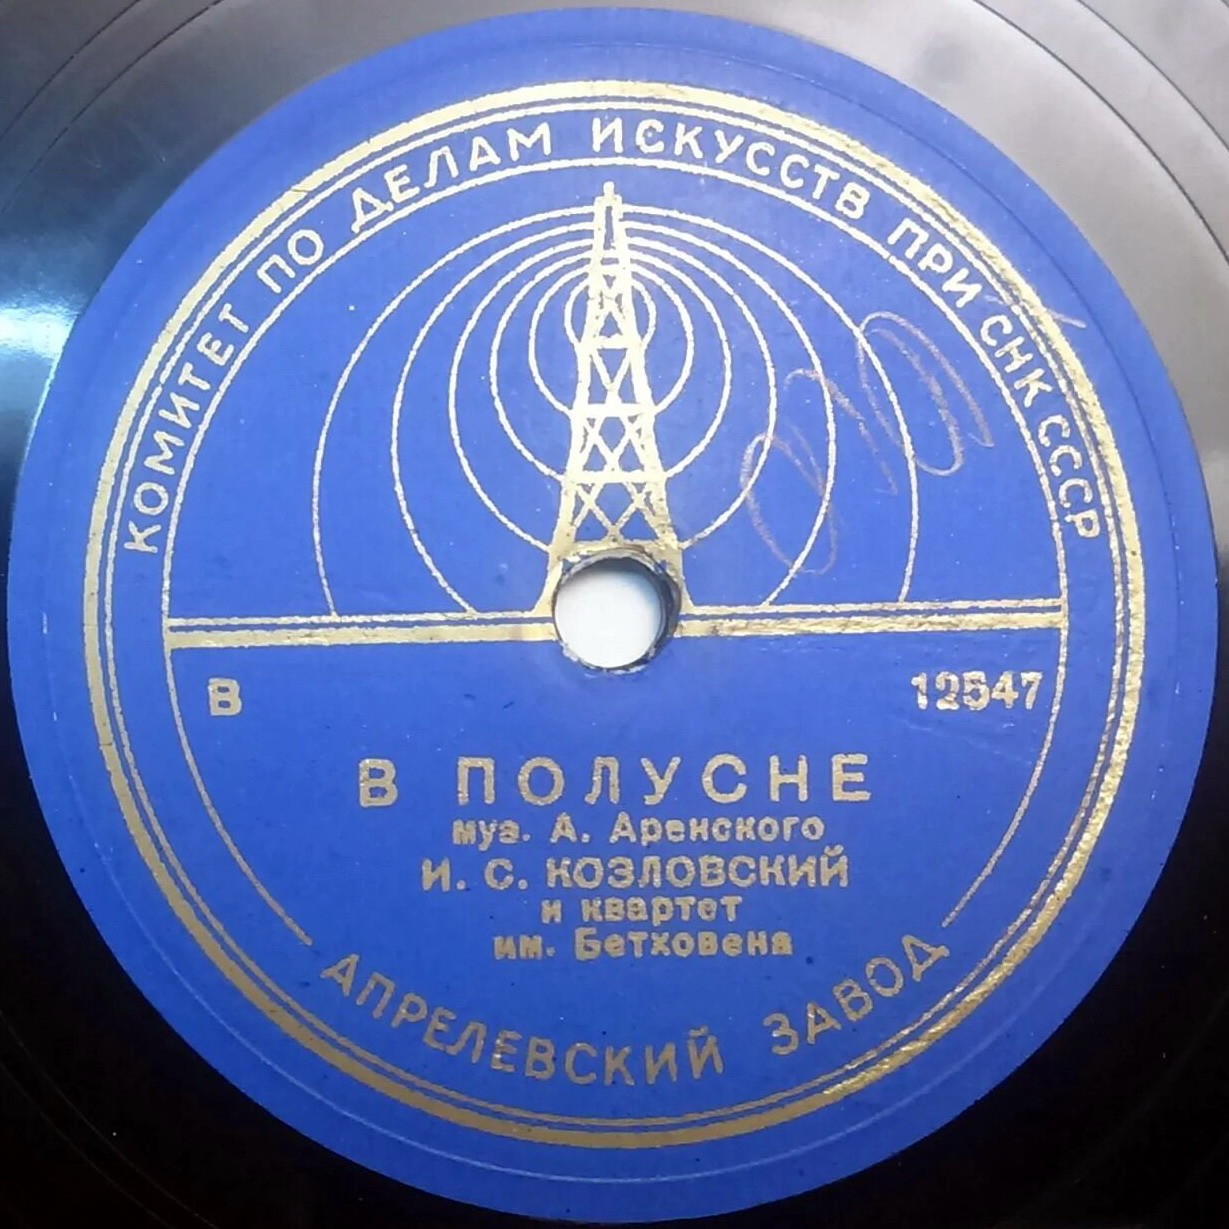 КОМИТЕТ ПО ДЕЛАМ ИСКУССТВ ПРИ СНК СССР
В 12547
В ПОЛУСНЕ
муз. А. Аренского
И. С. КОЗЛОВСКИЙ
и квартет
им. Бетховена
АПРЕЛЕВСКИЙ ЗАВОД